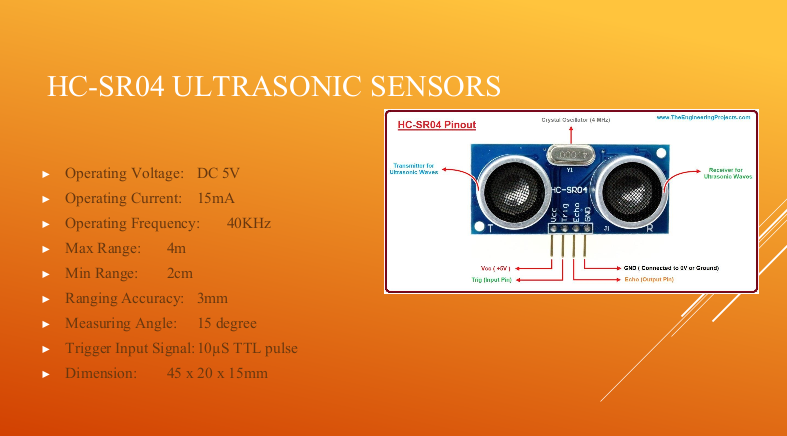 HC-SR04 ULTRASONIC SENSORS
Operating Voltage: DC 5V
Operating Current: 15mA
Operating Frequency: 40KHz
Max Range: 4m
Min Range: 2cm
Ranging Accuracy: 3mm
Measuring Angle: 15 degree
Trigger Input Signal: 10µS TTL pulse
Dimension: 45 x 20 x 15mm
HC-SR04 Pinout
Crystal Oscillator (4 MHz)
www.TheEngineeringProjects.com
Transmitter for
Ultrasonic Waves
Receiver for
Ultrasonic Waves
Y1
HC-SR04
Vcc
Trig
Echo
GND
T
J1
R
Vcc ( +5V )
GND ( Connected to 0V or Ground)
Trig (Input Pin)
Echo (Output Pin)